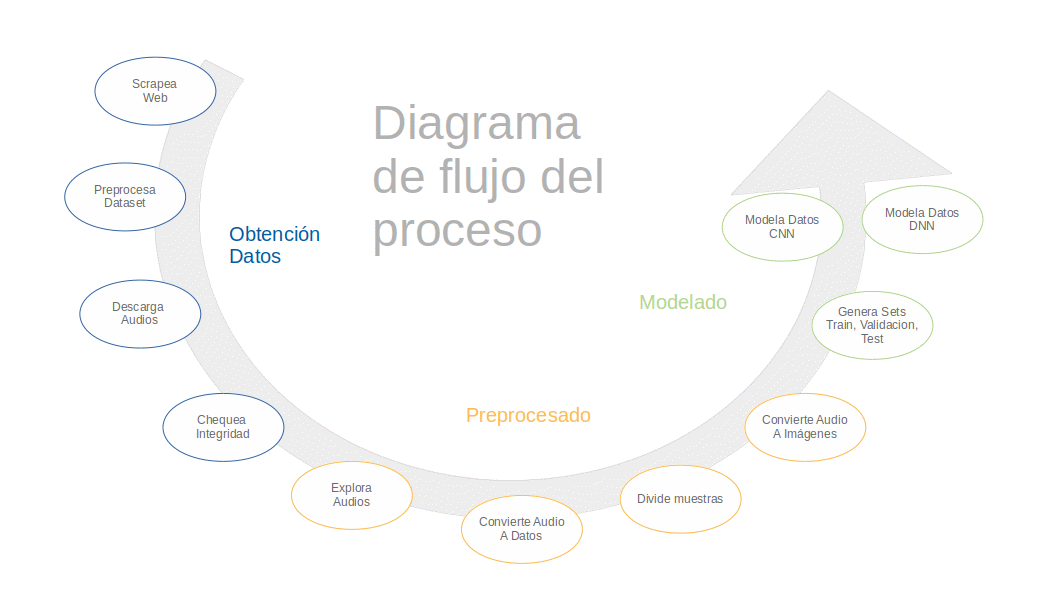 Diagrama
de flujo del
proceso
Obtención
Datos
Scrapea
Web
Preprocesa
Dataset
Descarga
Audios
Chequea
Integridad
Preprocesado
Explora
Audios
Convierte Audio
A Datos
Divide muestras
Convierte Audio
A Imágenes
Modelado
Genera Sets
Train, Validacion,
Test
Modela Datos
CNN
Modela Datos
DNN